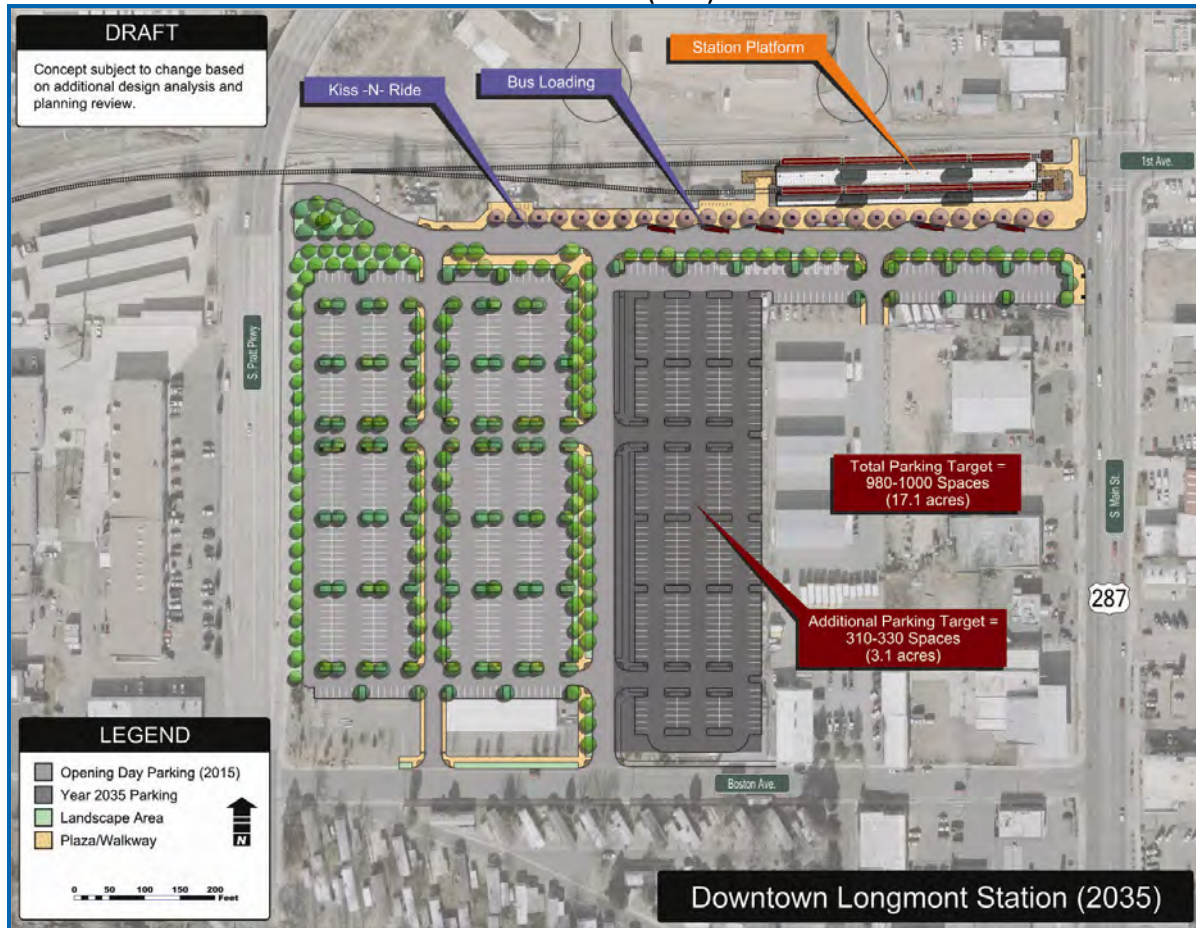 DRAFT
Concept subject to change based
on additional design analysis and
planning review.
Station Platform
Kiss -N- Ride
Bus Loading
1st Ave.
S. Pratt Pkwy
Total Parking Target =
980-1000 Spaces
(17.1 acres)
S. Main St.
287
Additional Parking Target =
310-330 Spaces
(3.1 acres)
LEGEND
Opening Day Parking (2015)
Year 2035 Parking
Landscape Area
Plaza/Walkway
N
0 50 100 150 200
Feet
Boston Ave.
Downtown Longmont Station (2035)